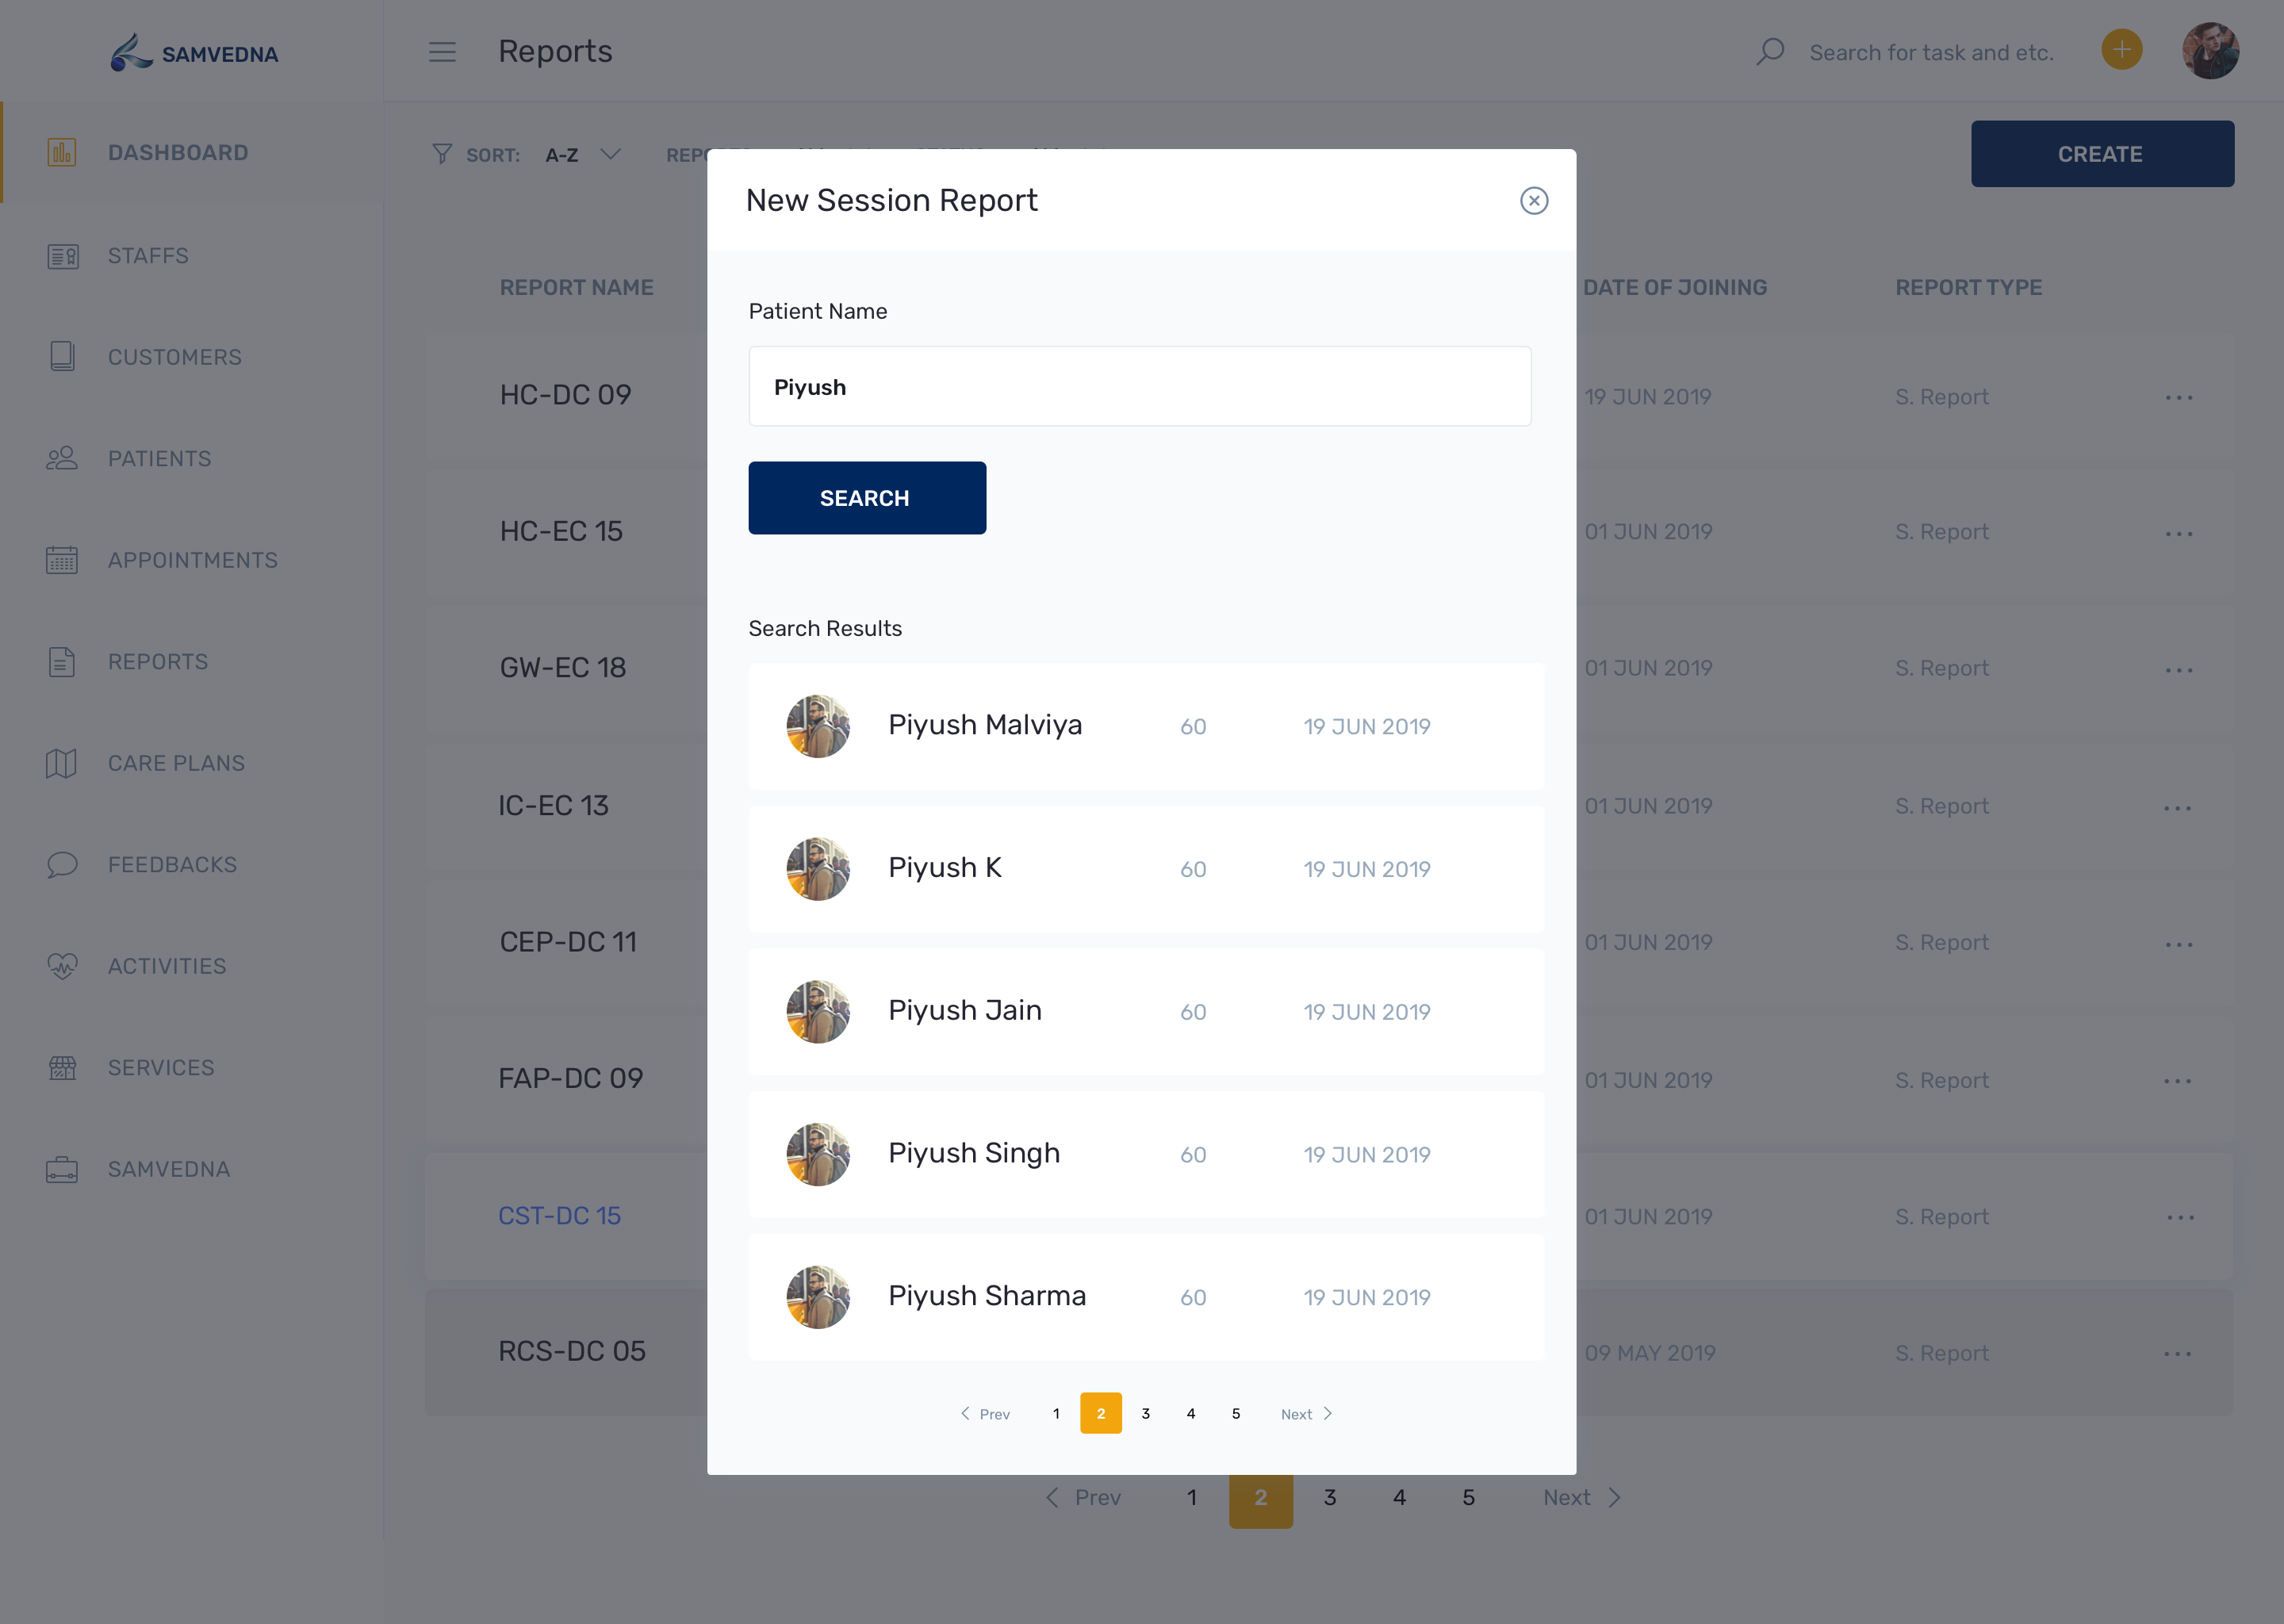 SAMVEDNA
Reports
Search for task and etc.
DASHBOARD
STAFFS
CUSTOMERS
PATIENTS
APPOINTMENTS
REPORTS
CARE PLANS
FEEDBACKS
ACTIVITIES
SERVICES
SAMVEDNA
SORT: A-Z
CREATE
REPORT NAME DATE OF JOINING REPORT TYPE
HC-DC 09 19 JUN 2019 S. Report
HC-EC 15 01 JUN 2019 S. Report
GW-EC 18 01 JUN 2019 S. Report
IC-EC 13 01 JUN 2019 S. Report
CEP-DC 11 01 JUN 2019 S. Report
FAP-DC 09 01 JUN 2019 S. Report
CST-DC 15 01 JUN 2019 S. Report
RCS-DC 05 09 MAY 2019 S. Report
Prev 1 2 3 4 5 Next
New Session Report
Patient Name
Piyush
SEARCH
Search Results
Piyush Malviya 60 19 JUN 2019
Piyush K 60 19 JUN 2019
Piyush Jain 60 19 JUN 2019
Piyush Singh 60 19 JUN 2019
Piyush Sharma 60 19 JUN 2019
Prev 1 2 3 4 5 Next